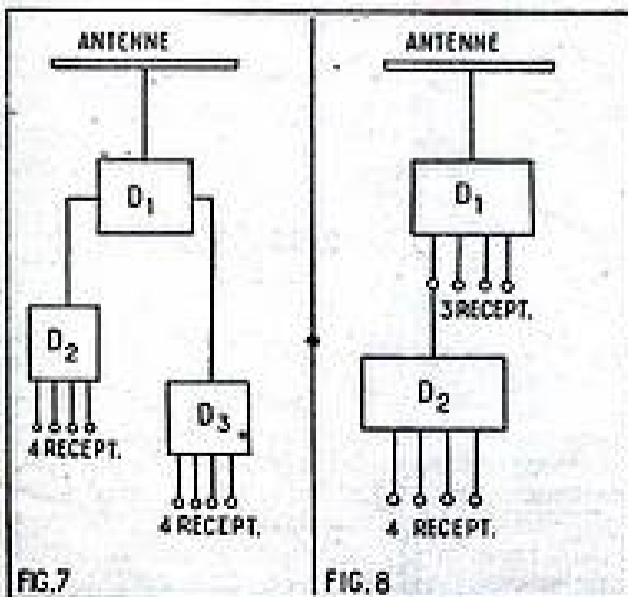 ANTENNE
D1
D2
4 RECEPT.
D3
4 RECEPT.
FIG.7
ANTENNE
D1
3 RECEPT.
D2
4 RECEPT.
FIG.8